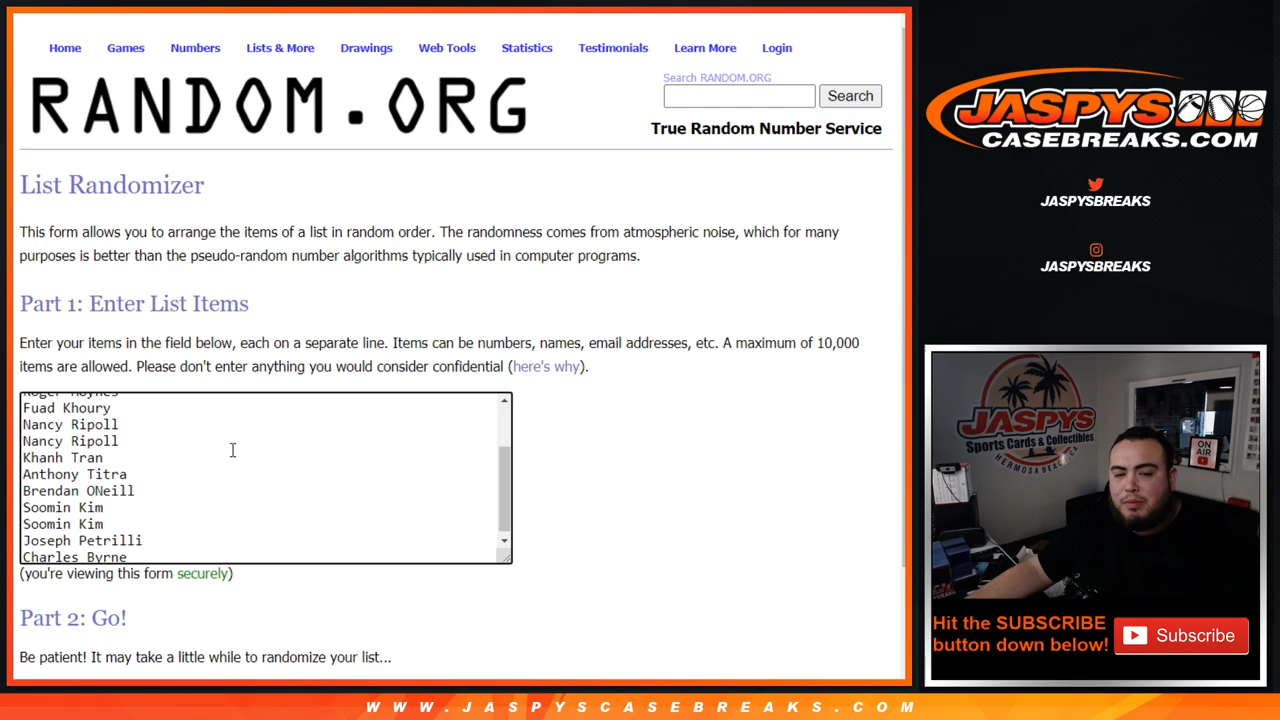 Home Games Numbers Lists & More Drawings Web Tools Statistics Testimonials Learn More Login
RANDOM.ORG
Search RANDOM.ORG
Search
True Random Number Service
List Randomizer
This form allows you to arrange the items of a list in random order. The randomness comes from atmospheric noise, which for many
purposes is better than the pseudo-random number algorithms typically used in computer programs.
Part 1: Enter List Items
Enter your items in the field below, each on a separate line. Items can be numbers, names, email addresses, etc. A maximum of 10,000
items are allowed. Please don't enter anything you would consider confidential (here's why).
Fuad Khoury
Nancy Ripoll
Nancy Ripoll
Khanh Tran
Anthony Titra
Brendan ONeill
Soomin Kim
Soomin Kim
Joseph Petrilli
Charles Byrne
(you're viewing this form securely)
Part 2: Go!
Be patient! It may take a little while to randomize your list...
JASPYS
CASEBREAKS.COM
JASPYSBREAKS
JASPYSBREAKS
JASPYS
Sports Cards & Collectibles
HERMOSA BEACH, CA
ON AIR
Hit the SUBSCRIBE
button down below!
Subscribe
WWW.JASPYSCASEBREAKS.COM